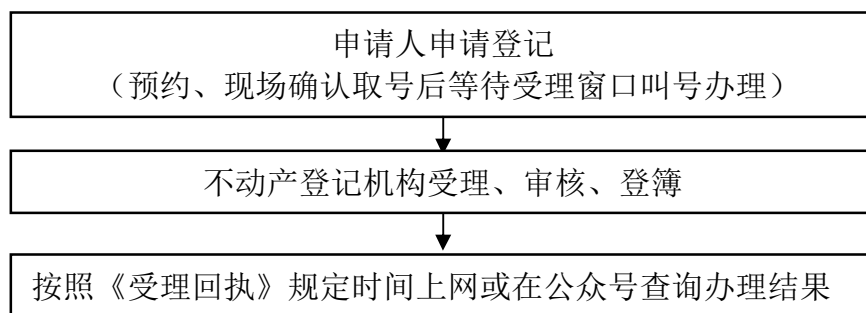 申请人申请登记
（预约、现场确认取号后等待受理窗口叫号办理）
不动产登记机构受理、审核、登簿
按照《受理回执》规定时间上网或在公众号查询办理结果